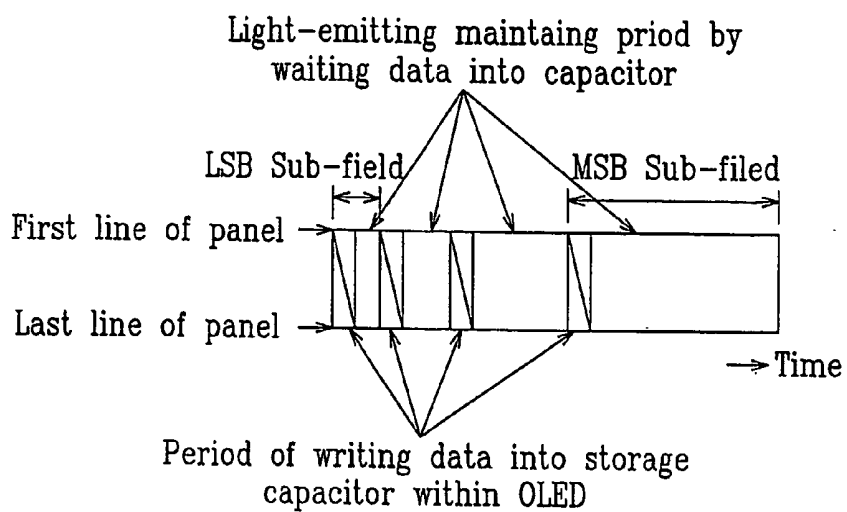 Light-emitting maintaing priod by
waiting data into capacitor
LSB Sub-field
MSB Sub-filed
First line of panel
Last line of panel
Time
Period of writing data into storage
capacitor within OLED